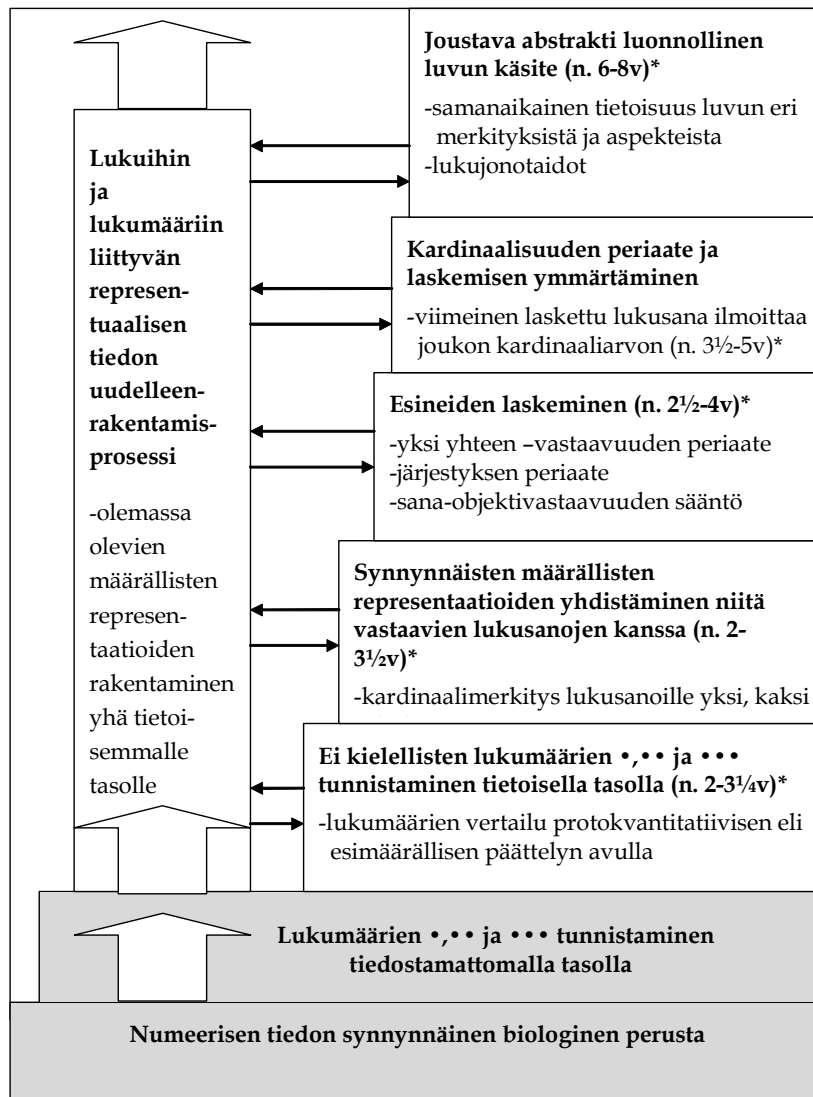 Joustava abstrakti luonnollinen
luvun käsite (n. 6-8v)*
-samanaikainen tietoisuus luvun eri
merkityksistä ja aspekteista
-lukujonotaidot
Lukuihin
ja
lukumääriin
liittyvän
represen-
tuaalisen
tiedon
uudelleen-
rakentamis-
prosessi
-olemassa
olevien
määrällisten
represen-
taatioiden
rakentaminen
yhä tietoi-
semmalle
tasolle
Kardinaalisuuden periaate ja
laskemisen ymmärtäminen
-viimeinen laskettu lukusana ilmoittaa
joukon kardinaaliarvon (n. 3½-5v)*
Esineiden laskeminen (n. 2½-4v)*
-yksi yhteen –vastaavuuden periaate
-järjestyksen periaate
-sana-objektivastaavuuden sääntö
Synnynnäisten määrällisten
representaatioiden yhdistäminen niitä
vastaavien lukusanojen kanssa (n. 2-
3½v)*
-kardinaalimerkitys lukusanoille yksi, kaksi
Ei kielellisten lukumäärien •,•• ja •••
tunnistaminen tietoisella tasolla (n. 2-3¼v)*
-lukumäärien vertailu protokvantitatiivisen eli
esimäärällisen päättelyn avulla
Lukumäärien •,•• ja ••• tunnistaminen
tiedostamattomalla tasolla
Numeerisen tiedon synnynnäinen biologinen perusta